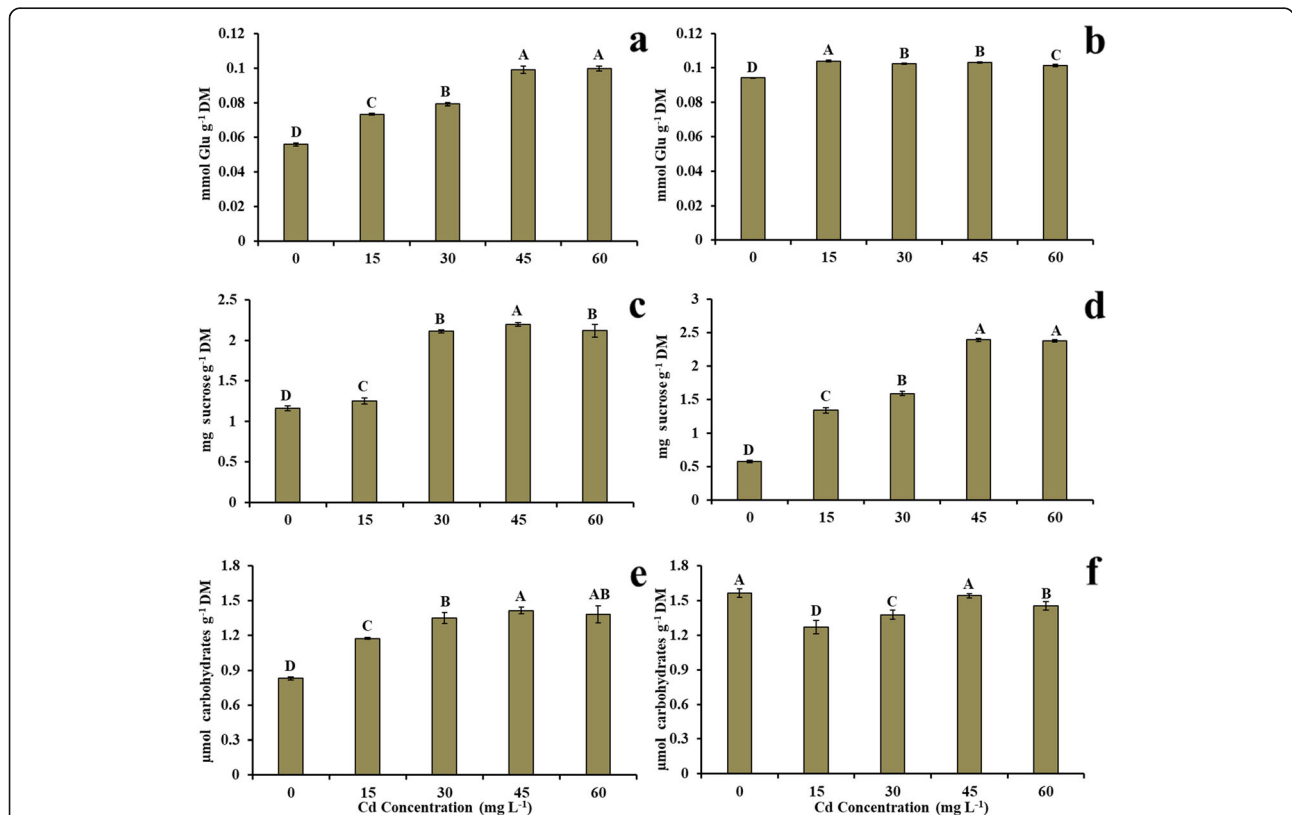 a
mmol Glu g-1 DM
0.12
0.1
0.08
0.06
0.04
0.02
0
D
C
B
A
A
0 15 30 45 60
b
mmol Glu g-1 DM
0.12
0.1
0.08
0.06
0.04
0.02
0
D
A
B
B
C
0 15 30 45 60
c
mg sucrose g-1 DM
2.5
2
1.5
1
0.5
0
D
C
B
A
B
0 15 30 45 60
d
mg sucrose g-1 DM
3
2.5
2
1.5
1
0.5
0
D
C
B
A
A
0 15 30 45 60
e
µmol carbohydrates g-1 DM
1.8
1.5
1.2
0.9
0.6
0.3
0
D
C
B
A
AB
0 15 30 45 60
Cd Concentration (mg L-1)
f
µmol carbohydrates g-1 DM
1.8
1.5
1.2
0.9
0.6
0.3
0
A
D
C
A
B
0 15 30 45 60
Cd Concentration (mg L-1)